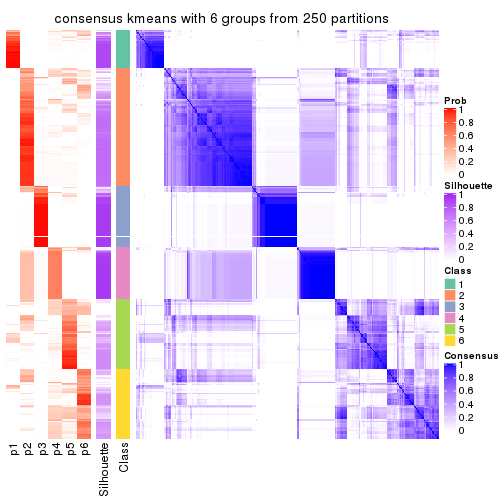 consensus kmeans with 6 groups from 250 partitions
Prob
1
0.8
0.6
0.4
0.2
0
Silhouette
1
0.8
0.6
0.4
0.2
0
Class
1
2
3
4
5
6
Consensus
1
0.8
0.6
0.4
0.2
0
p1
p2
p3
p4
p5
p6
Silhouette
Class